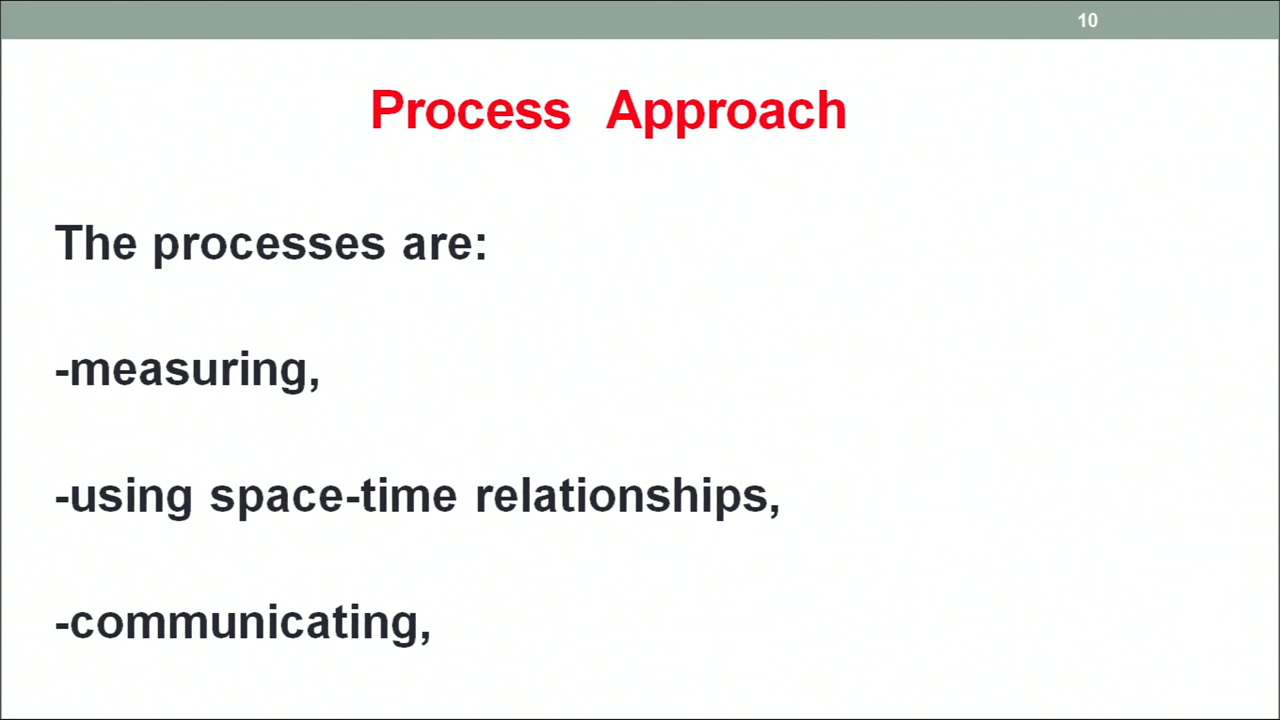 10
Process Approach
The processes are:
-measuring,
-using space-time relationships,
-communicating,